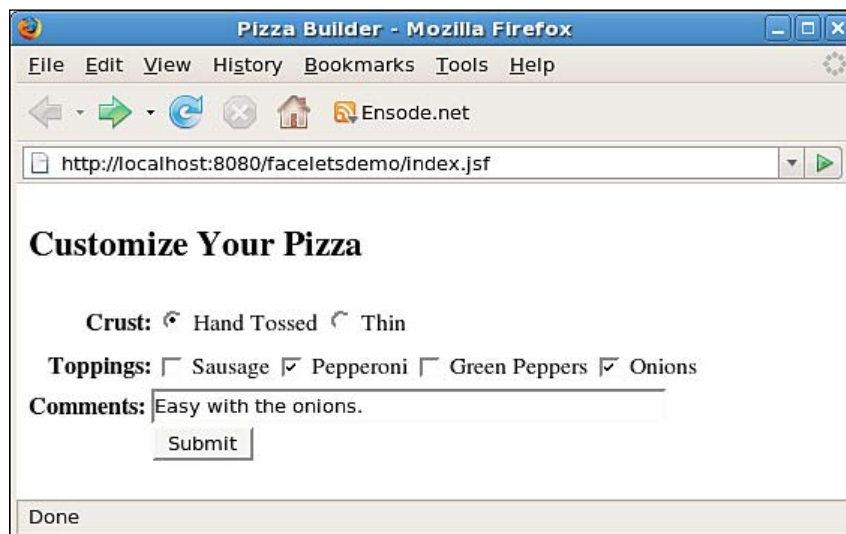 Pizza Builder - Mozilla Firefox
File Edit View History Bookmarks Tools Help
Ensode.net
http://localhost:8080/faceletsdemo/index.jsf
Customize Your Pizza
Crust: Hand Tossed Thin
Toppings: Sausage Pepperoni Green Peppers Onions
Comments: Easy with the onions.
Submit
Done